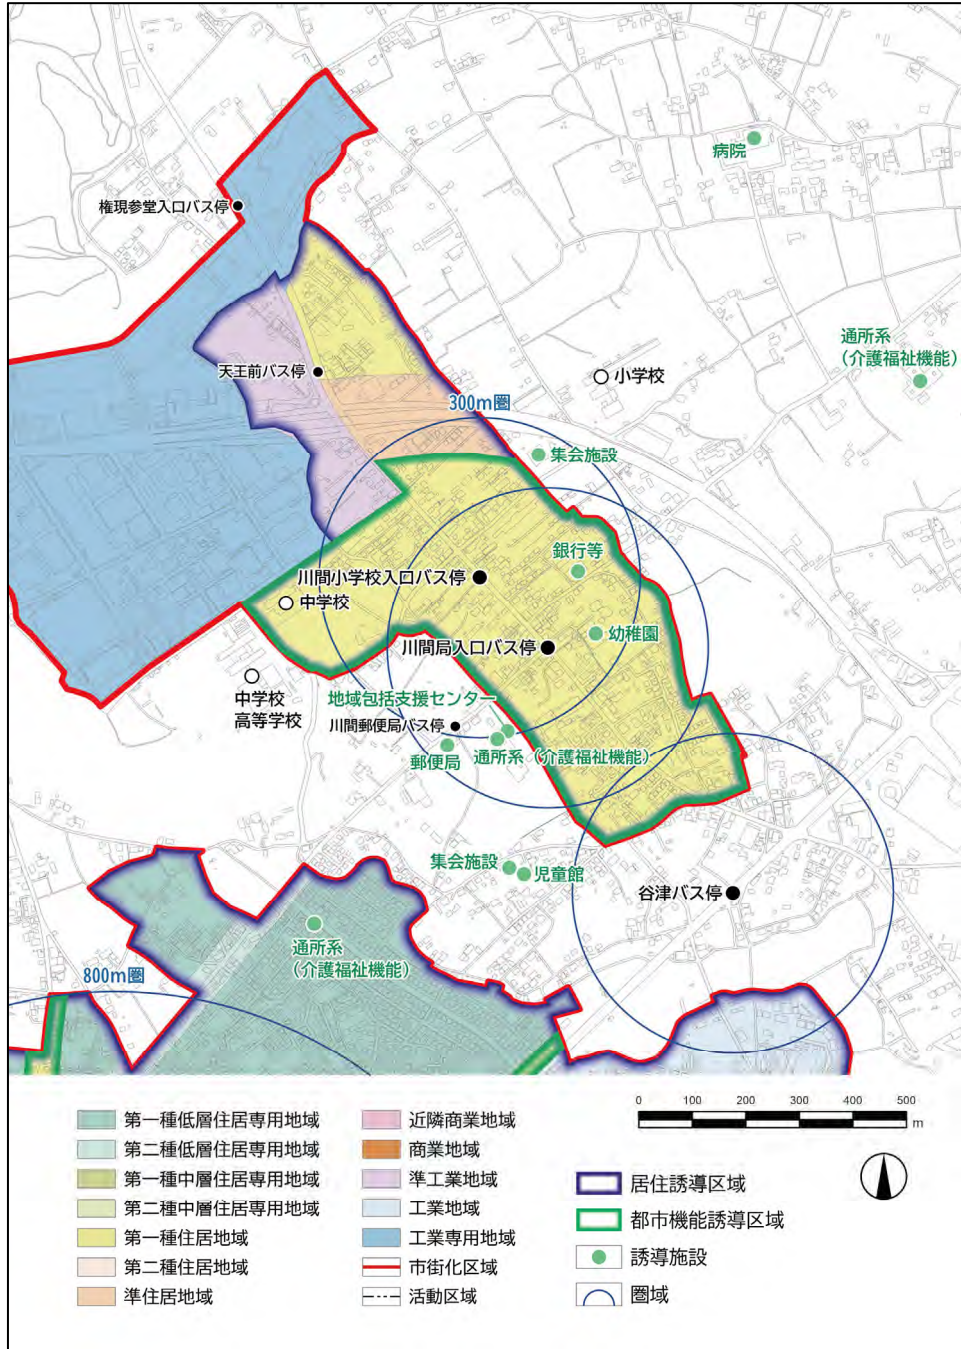 病院
権現参堂入口バス停
通所系
(介護福祉機能)
天王前バス停
小学校
300m圏
集会施設
銀行等
川間小学校入口バス停
中学校
幼稚園
川間局入口バス停
中学校
高等学校
地域包括支援センター
川間郵便局バス停
郵便局
通所系(介護福祉機能)
集会施設
児童館
谷津バス停
通所系
(介護福祉機能)
800m圏
0 100 200 300 400 500
m
第一種低層住居専用地域
第二種低層住居専用地域
第一種中層住居専用地域
第二種中層住居専用地域
第一種住居地域
第二種住居地域
準住居地域
近隣商業地域
商業地域
準工業地域
工業地域
工業専用地域
市街化区域
活動区域
居住誘導区域
都市機能誘導区域
誘導施設
圏域